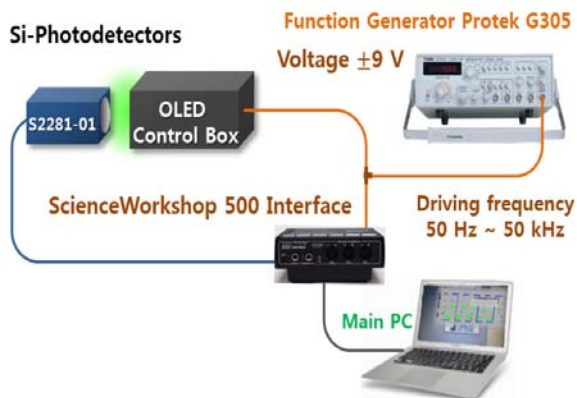 Function Generator Protek G305
Si-Photodetectors
Voltage ±9 V
S2281-01
OLED
Control Box
ScienceWorkshop 500 Interface
Driving frequency
50 Hz ~ 50 kHz
Main PC